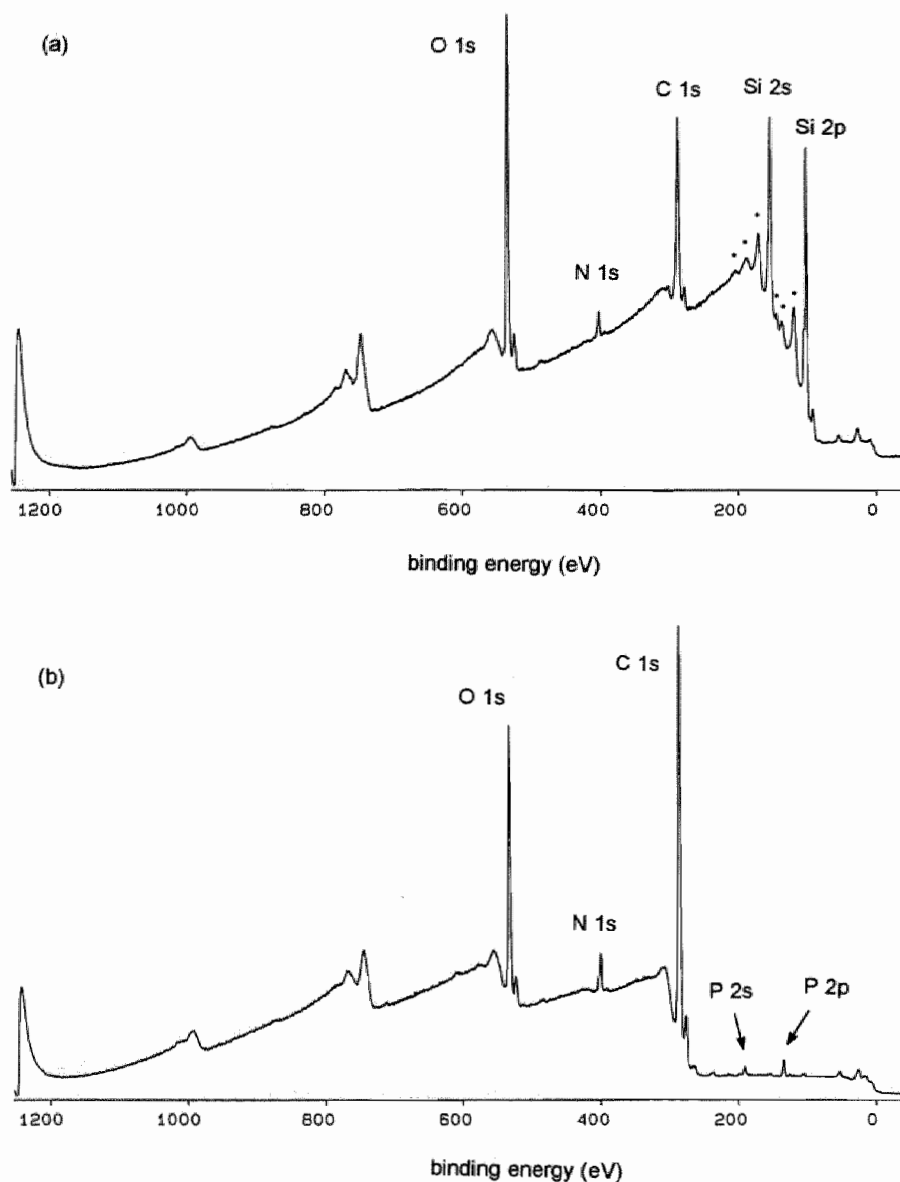 (a)
O 1s
C 1s
Si 2s
Si 2p
N 1s
* * *
* * *
1200 1000 800 600 400 200 0
binding energy (eV)
(b)
C 1s
O 1s
N 1s
P 2s
P 2p
1200 1000 800 600 400 200 0
binding energy (eV)